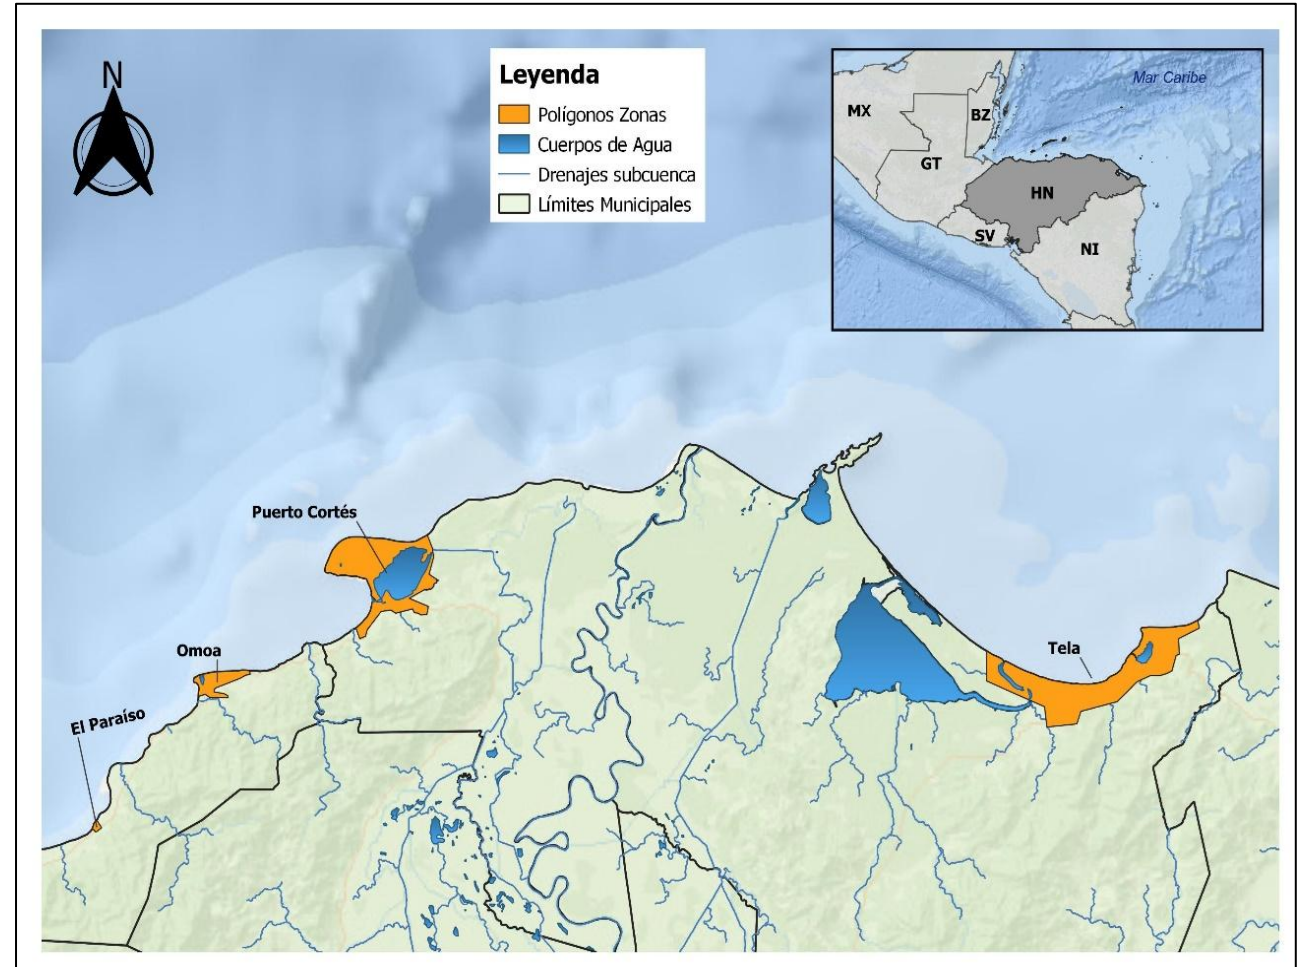 N
Leyenda
Polígonos Zonas
Cuerpos de Agua
Drenajes subcuenca
Límites Municipales
Mar Caribe
MX
BZ
GT
HN
SV
NI
Puerto Cortés
Omoa
Tela
El Paraíso